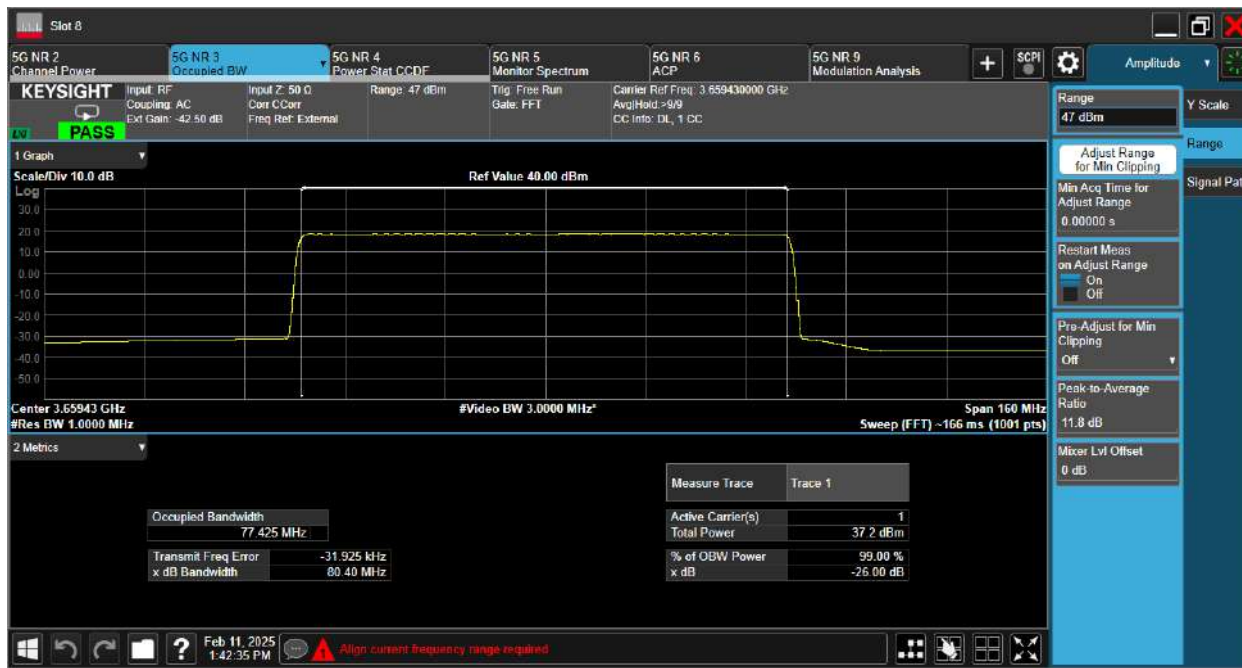 Slot 8
5G NR 2
Channel Power
5G NR 3
Occupied BW
5G NR 4
Power Stat CCDF
5G NR 5
Monitor Spectrum
5G NR 6
ACP
5G NR 9
Modulation Analysis
SCPI
Amplitude
KEYSIGHT
LXI
PASS
Input: RF
Coupling: AC
Ext Gain: -42.50 dB
Input Z: 50 Ω
Corr CCorr
Freq Ref: External
Range: 47 dBm
Trig: Free Run
Gate: FFT
Carrier Ref Freq: 3.659430000 GHz
Avg|Hold:>9/9
CC Info: DL, 1 CC
1 Graph
Scale/Div 10.0 dB
Ref Value 40.00 dBm
Log
30.0
20.0
10.0
0.00
-10.0
-20.0
-30.0
-40.0
-50.0
Center 3.65943 GHz
#Video BW 3.0000 MHz*
Span 160 MHz
#Res BW 1.0000 MHz
Sweep (FFT) ~166 ms (1001 pts)
2 Metrics
Measure Trace Trace 1
Occupied Bandwidth
77.425 MHz
Transmit Freq Error -31.925 kHz
x dB Bandwidth 80.40 MHz
Active Carrier(s) 1
Total Power 37.2 dBm
% of OBW Power 99.00 %
x dB -26.00 dB
Range
47 dBm
Adjust Range
for Min Clipping
Min Acq Time for
Adjust Range
0.00000 s
Restart Meas
on Adjust Range
On
Off
Pre-Adjust for Min
Clipping
Off
Peak-to-Average
Ratio
11.8 dB
Mixer Lvl Offset
0 dB
Y Scale
Range
Signal Pat
?
Feb 11, 2025
1:42:35 PM
Align current frequency range required